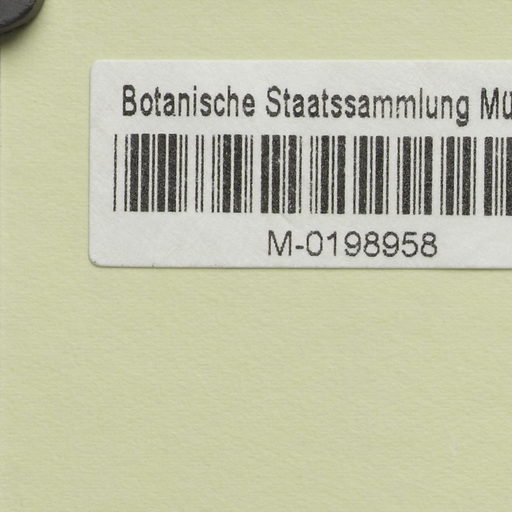 Botanische Staatssammlung Mü
M-0198958